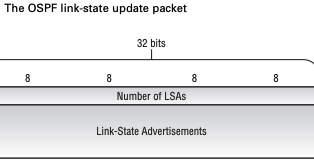 The OSPF link-state update packet
32 bits
8 8 8 8
Number of LSAs
Link-State Advertisements